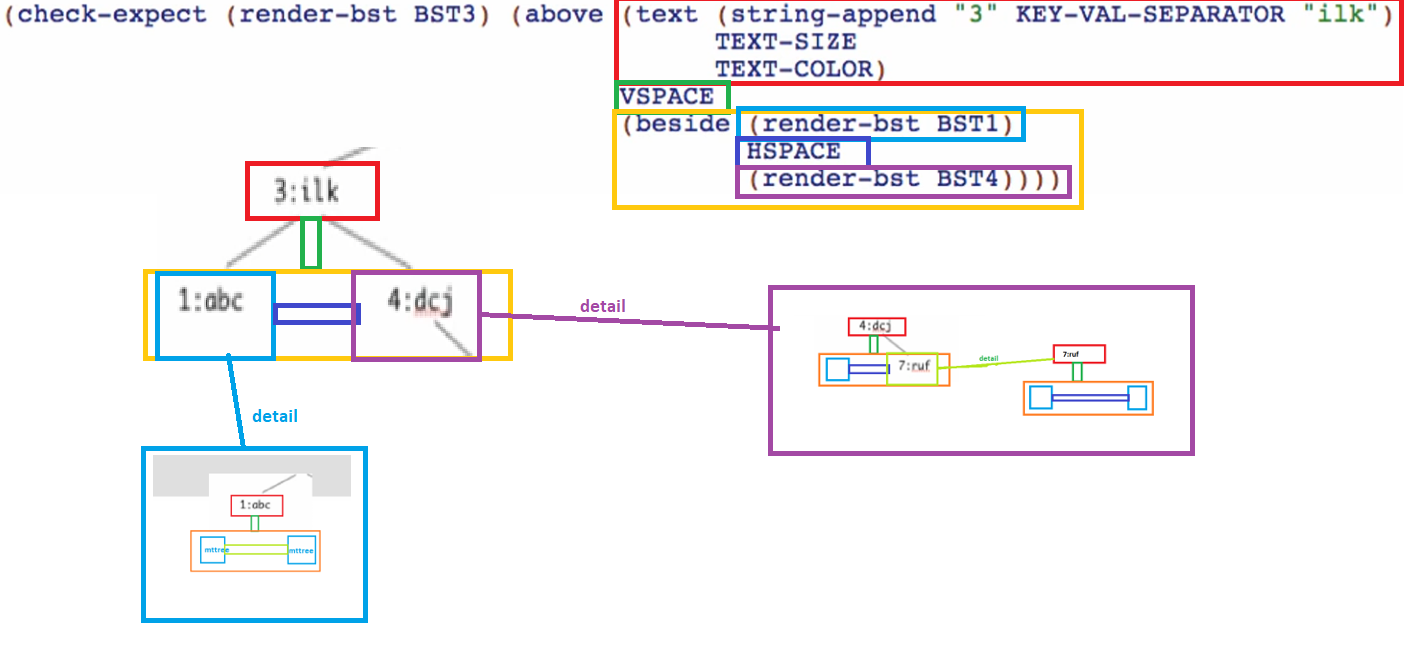 (check-expect (render-bst BST3) (above (text (string-append "3" KEY-VAL-SEPARATOR "ilk")
TEXT-SIZE
TEXT-COLOR)
VSPACE
(beside (render-bst BST1)
HSPACE
(render-bst BST4))))
3:ilk
1:abc
4:dcj
detail
4:dcj
7:ruf
detail
7:ruf
detail
1:abc
mttree
mttree